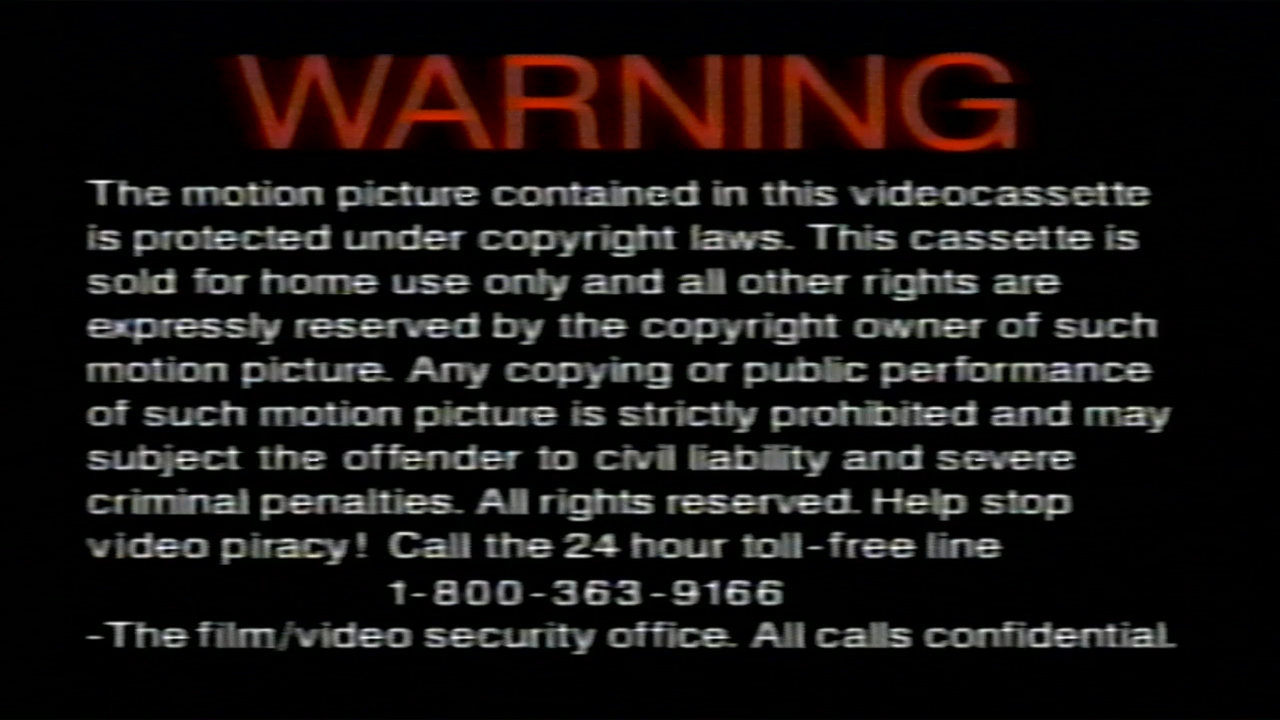 WARNING
The motion picture contained in this videocassette
is protected under copyright laws. This cassette is
sold for home use only and all other rights are
expressly reserved by the copyright owner of such
motion picture. Any copying or public performance
of such motion picture is strictly prohibited and may
subject the offender to civil liability and severe
criminal penalties. All rights reserved. Help stop
video piracy! Call the 24 hour toll-free line
1-800-363-9166
-The film/video security office. All calls confidential.